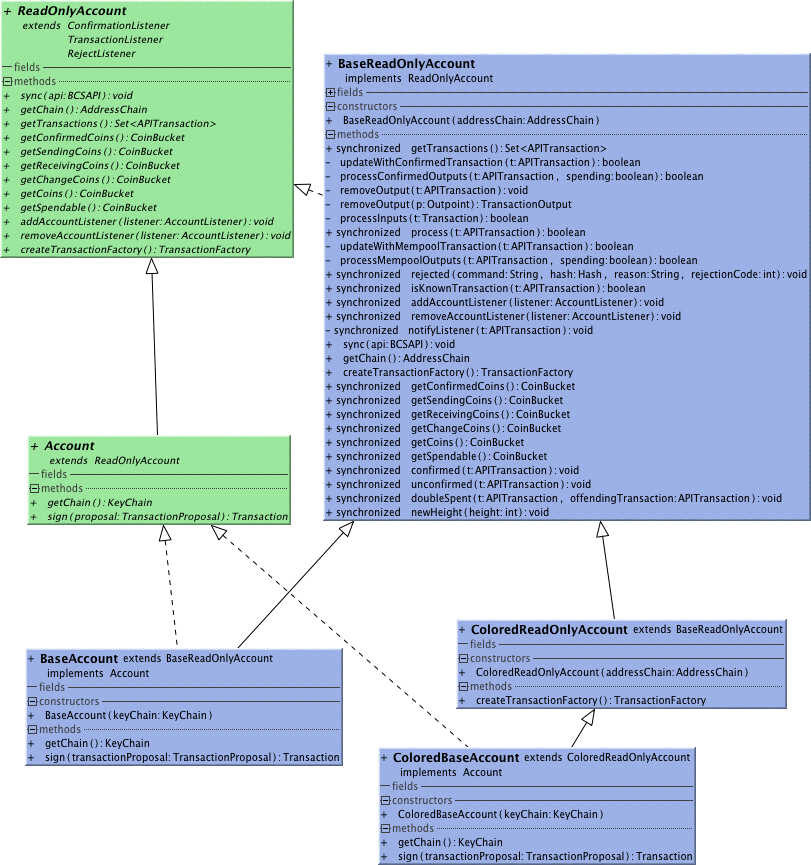 + ReadOnlyAccount
extends ConfirmationListener
TransactionListener
RejectListener
fields
methods
+ sync(api:BCSAPI):void
+ getChain():AddressChain
+ getTransactions():Set<APITransaction>
+ getConfirmedCoins():CoinBucket
+ getSendingCoins():CoinBucket
+ getReceivingCoins():CoinBucket
+ getChangeCoins():CoinBucket
+ getCoins():CoinBucket
+ getSpendable():CoinBucket
+ addAccountListener(listener:AccountListener):void
+ removeAccountListener(listener:AccountListener):void
+ createTransactionFactory():TransactionFactory
+ BaseReadOnlyAccount
implements ReadOnlyAccount
fields
constructors
+ BaseReadOnlyAccount(addressChain:AddressChain)
methods
+ synchronized getTransactions():Set<APITransaction>
- updateWithConfirmedTransaction(t:APITransaction):boolean
- processConfirmedOutputs(t:APITransaction, spending:boolean):boolean
- removeOutput(t:APITransaction):void
- removeOutput(p:Outpoint):TransactionOutput
- processInputs(t:Transaction):boolean
+ synchronized process(t:APITransaction):boolean
- updateWithMempoolTransaction(t:APITransaction):boolean
- processMempoolOutputs(t:APITransaction, spending:boolean):boolean
+ synchronized rejected(command:String, hash:Hash, reason:String, rejectionCode:int):void
+ synchronized isKnownTransaction(t:APITransaction):boolean
+ synchronized addAccountListener(listener:AccountListener):void
+ synchronized removeAccountListener(listener:AccountListener):void
- synchronized notifyListener(t:APITransaction):void
+ sync(api:BCSAPI):void
+ getChain():AddressChain
+ createTransactionFactory():TransactionFactory
+ synchronized getConfirmedCoins():CoinBucket
+ synchronized getSendingCoins():CoinBucket
+ synchronized getReceivingCoins():CoinBucket
+ synchronized getChangeCoins():CoinBucket
+ synchronized getCoins():CoinBucket
+ synchronized getSpendable():CoinBucket
+ synchronized confirmed(t:APITransaction):void
+ synchronized unconfirmed(t:APITransaction):void
+ synchronized doubleSpent(t:APITransaction, offendingTransaction:APITransaction):void
+ synchronized newHeight(height:int):void
+ Account
extends ReadOnlyAccount
fields
methods
+ getChain():KeyChain
+ sign(proposal:TransactionProposal):Transaction
+ BaseAccount extends BaseReadOnlyAccount
implements Account
fields
constructors
+ BaseAccount(keyChain:KeyChain)
methods
+ getChain():KeyChain
+ sign(transactionProposal:TransactionProposal):Transaction
+ ColoredReadOnlyAccount extends BaseReadOnlyAccount
fields
constructors
+ ColoredReadOnlyAccount(addressChain:AddressChain)
methods
+ createTransactionFactory():TransactionFactory
+ ColoredBaseAccount extends ColoredReadOnlyAccount
implements Account
fields
constructors
+ ColoredBaseAccount(keyChain:KeyChain)
methods
+ getChain():KeyChain
+ sign(transactionProposal:TransactionProposal):Transaction